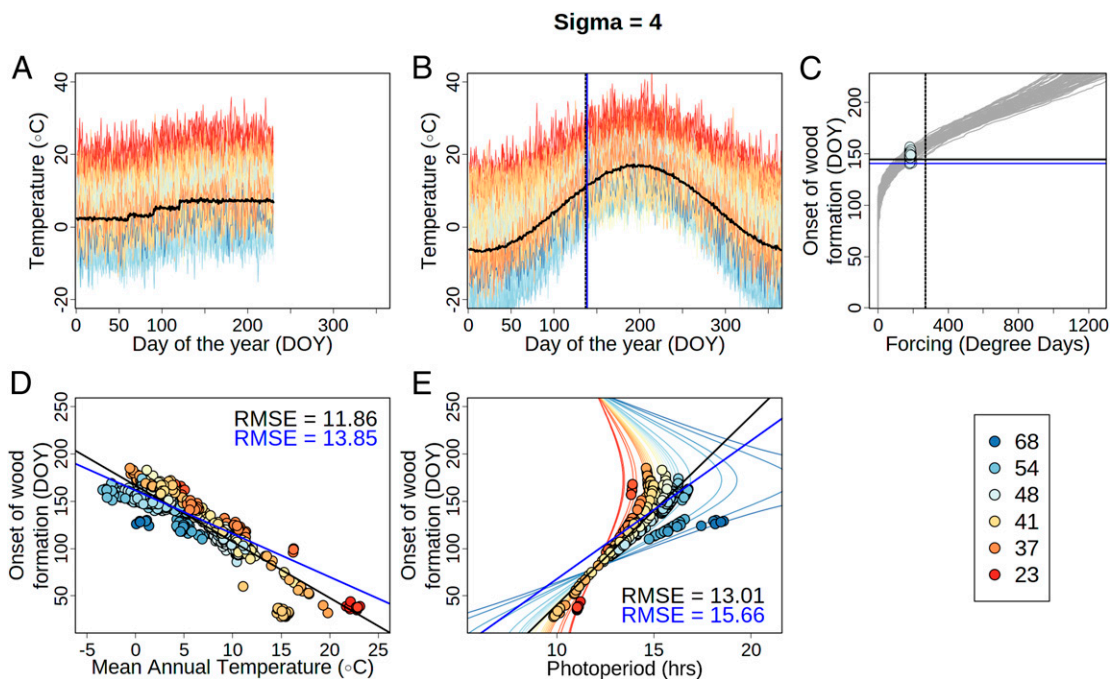 Sigma = 4
A
Temperature (◦C)
-20 0 20 40
0 50 100 150 200 300
Day of the year (DOY)
B
Temperature (◦C)
-20 0 20 40
0 50 100 150 200 300
Day of the year (DOY)
C
Onset of wood
formation (DOY)
0 50 100 150 200
0 400 800 1200
Forcing (Degree Days)
D
Onset of wood
formation (DOY)
50 100 150 200 250
RMSE = 11.86
RMSE = 13.85
-5 0 5 10 15 20 25
Mean Annual Temperature (◦C)
E
Onset of wood
formation (DOY)
50 100 150 200 250
RMSE = 13.01
RMSE = 15.66
10 15 20
Photoperiod (hrs)
68
54
48
41
37
23